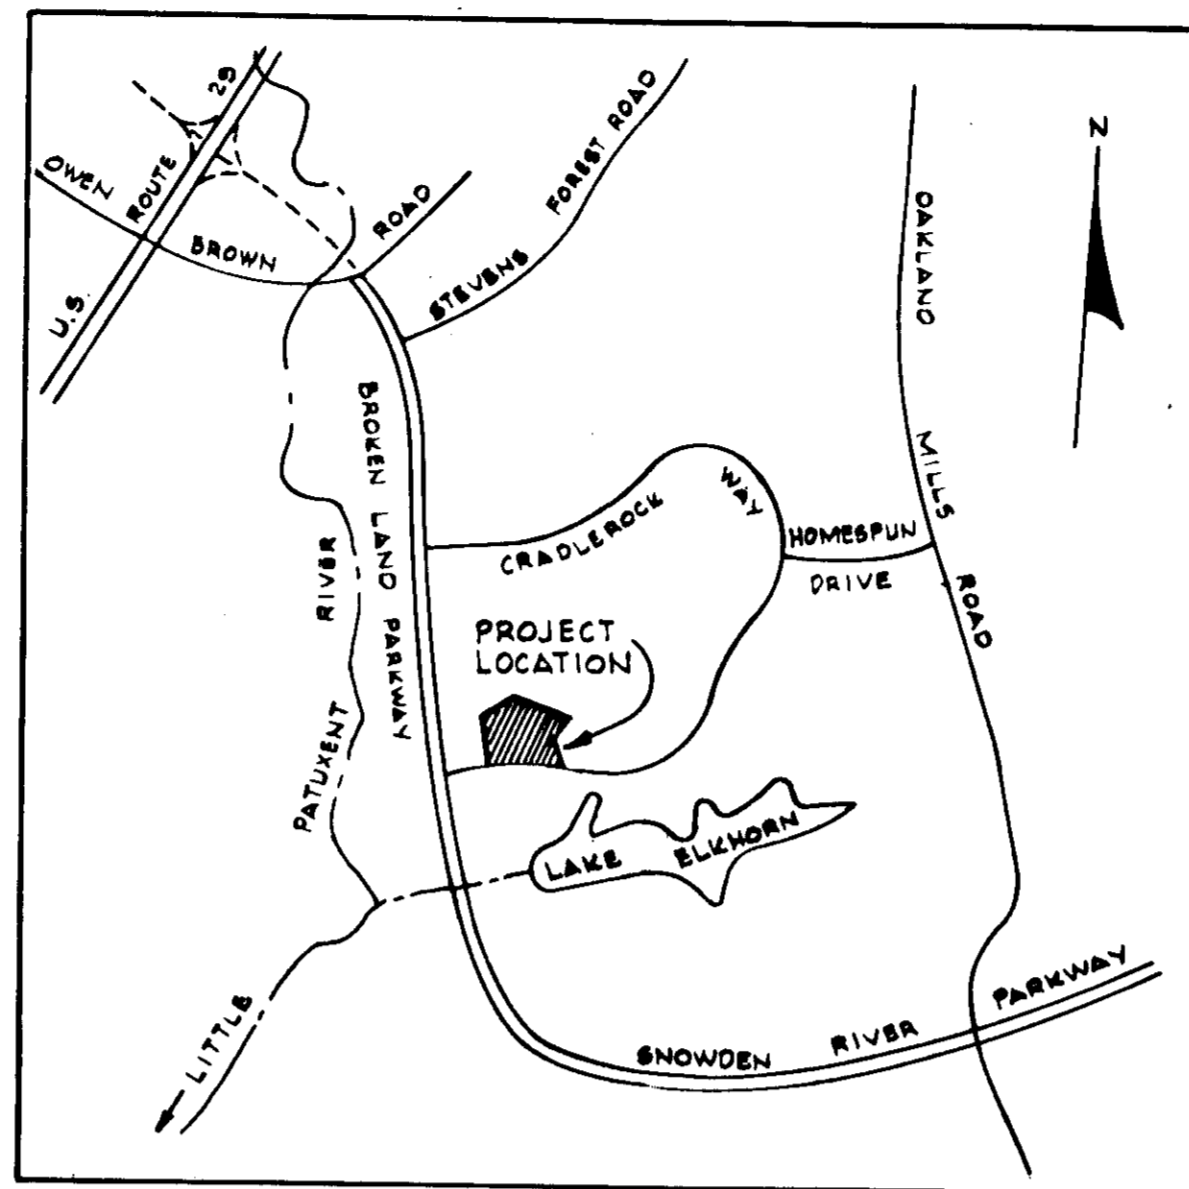 U.S. ROUTE 29
OWEN BROWN ROAD
STEVENS FOREST ROAD
OAKLAND MILLS ROAD
N
BROKEN LAND PARKWAY
CRADLEROCK WAY
HOMESPUN
DRIVE
PROJECT
LOCATION
LITTLE PATUXENT RIVER
LAKE ELKHORN
SNOWDEN RIVER PARKWAY